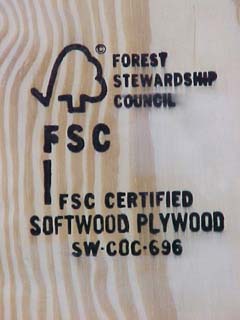 © FOREST
STEWARDSHIP
COUNCIL
FSC
FSC CERTIFIED
SOFTWOOD PLYWOOD
SW-COC-696